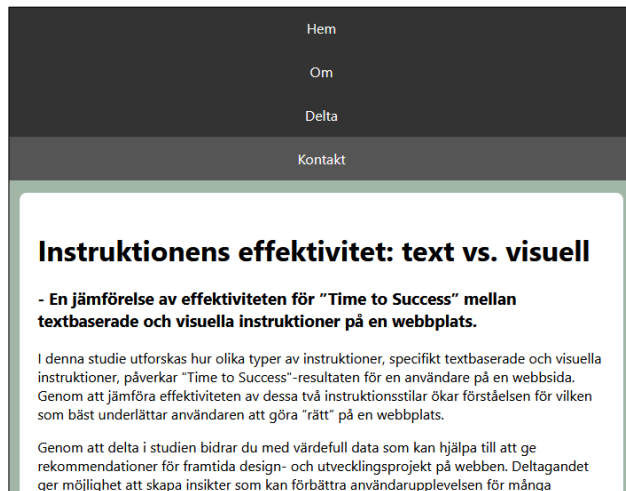 Hem
Om
Delta
Kontakt
Instruktionens effektivitet: text vs. visuell
- En jämförelse av effektiviteten för ”Time to Success” mellan
textbaserade och visuella instruktioner på en webbplats.
I denna studie utforskas hur olika typer av instruktioner, specifikt textbaserade och visuella
instruktioner, påverkar "Time to Success"-resultaten för en användare på en webbsida.
Genom att jämföra effektiviteten av dessa två instruktionsstilar ökar förståelsen för vilken
som bäst underlättar användaren att göra ”rätt” på en webbplats.
Genom att delta i studien bidrar du med värdefull data som kan hjälpa till att ge
rekommendationer för framtida design- och utvecklingsprojekt på webben. Deltagandet
ger möjlighet att skapa insikter som kan förbättra användarupplevelsen för många